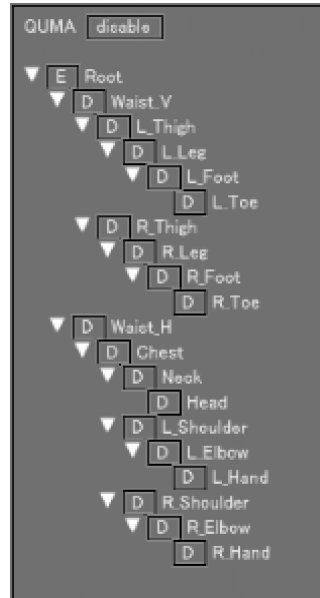 QUMA disable
E Root
D Waist_V
D L_Thigh
D L_Leg
D L_Foot
D L_Toe
D R_Thigh
D R_Leg
D R_Foot
D R_Toe
D Waist_H
D Chest
D Neck
D Head
D L_Shoulder
D L_Elbow
D L_Hand
D R_Shoulder
D R_Elbow
D R_Hand